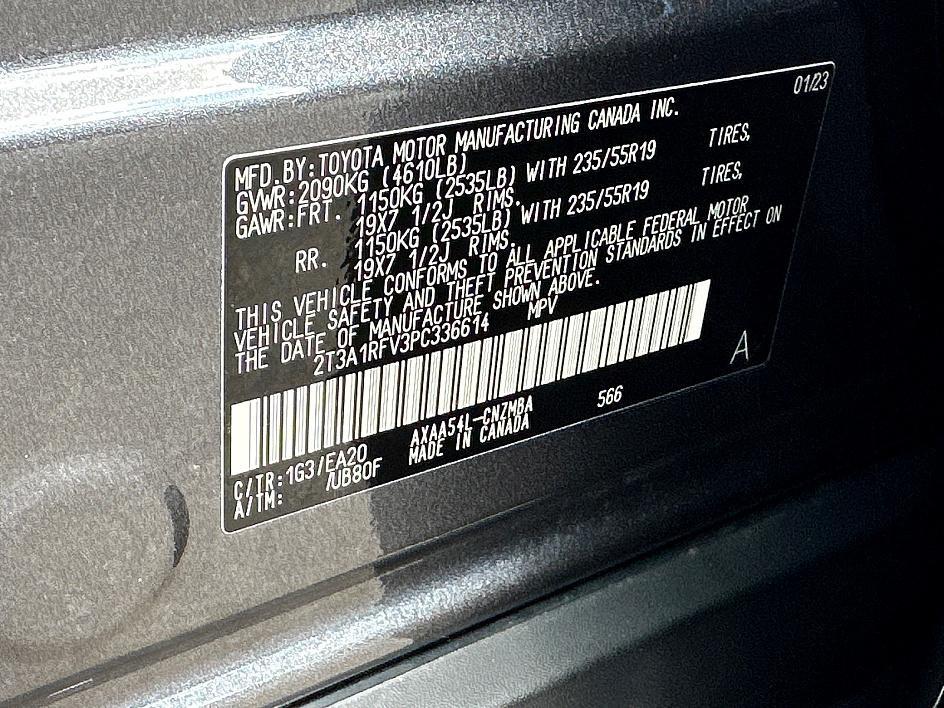 01/23
MFD.BY:TOYOTA MOTOR MANUFACTURING CANADA INC.
GVWR:2090KG (4610LB)
GAWR:FRT. 1150KG (2535LB) WITH 235/55R19 TIRES,
19X7 1/2J RIMS.
RR. 1150KG (2535LB) WITH 235/55R19 TIRES,
19X7 1/2J RIMS.
THIS VEHICLE CONFORMS TO ALL APPLICABLE FEDERAL MOTOR
VEHICLE SAFETY AND THEFT PREVENTION STANDARDS IN EFFECT ON
THE DATE OF MANUFACTURE SHOWN ABOVE.
2T3A1RFV3PC336614 MPV
A
C/TR:1G3/EA20 AXAA54L-CNZMBA 566
A/TM: /UB80F MADE IN CANADA